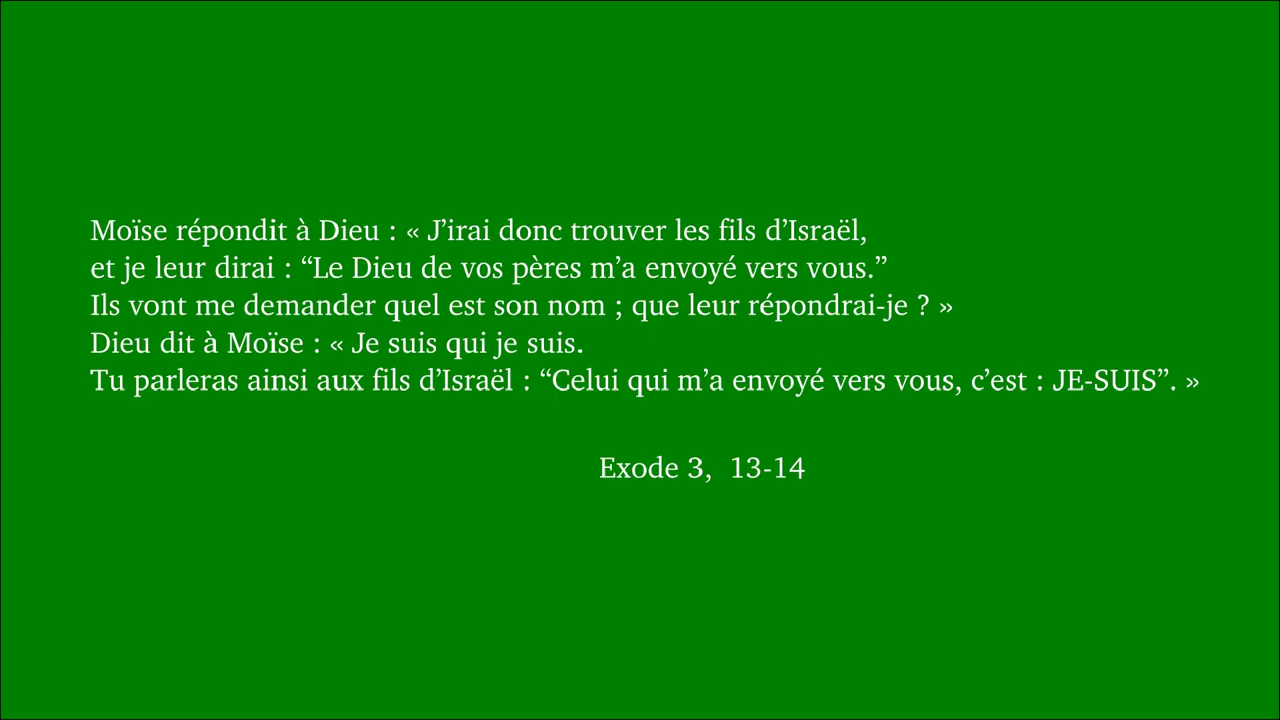 Moïse répondit à Dieu : « J’irai donc trouver les fils d’Israël,
et je leur dirai : “Le Dieu de vos pères m’a envoyé vers vous.”
Ils vont me demander quel est son nom ; que leur répondrai-je ? »
Dieu dit à Moïse : « Je suis qui je suis.
Tu parleras ainsi aux fils d’Israël : “Celui qui m’a envoyé vers vous, c’est : JE-SUIS”. »
Exode 3,  13-14